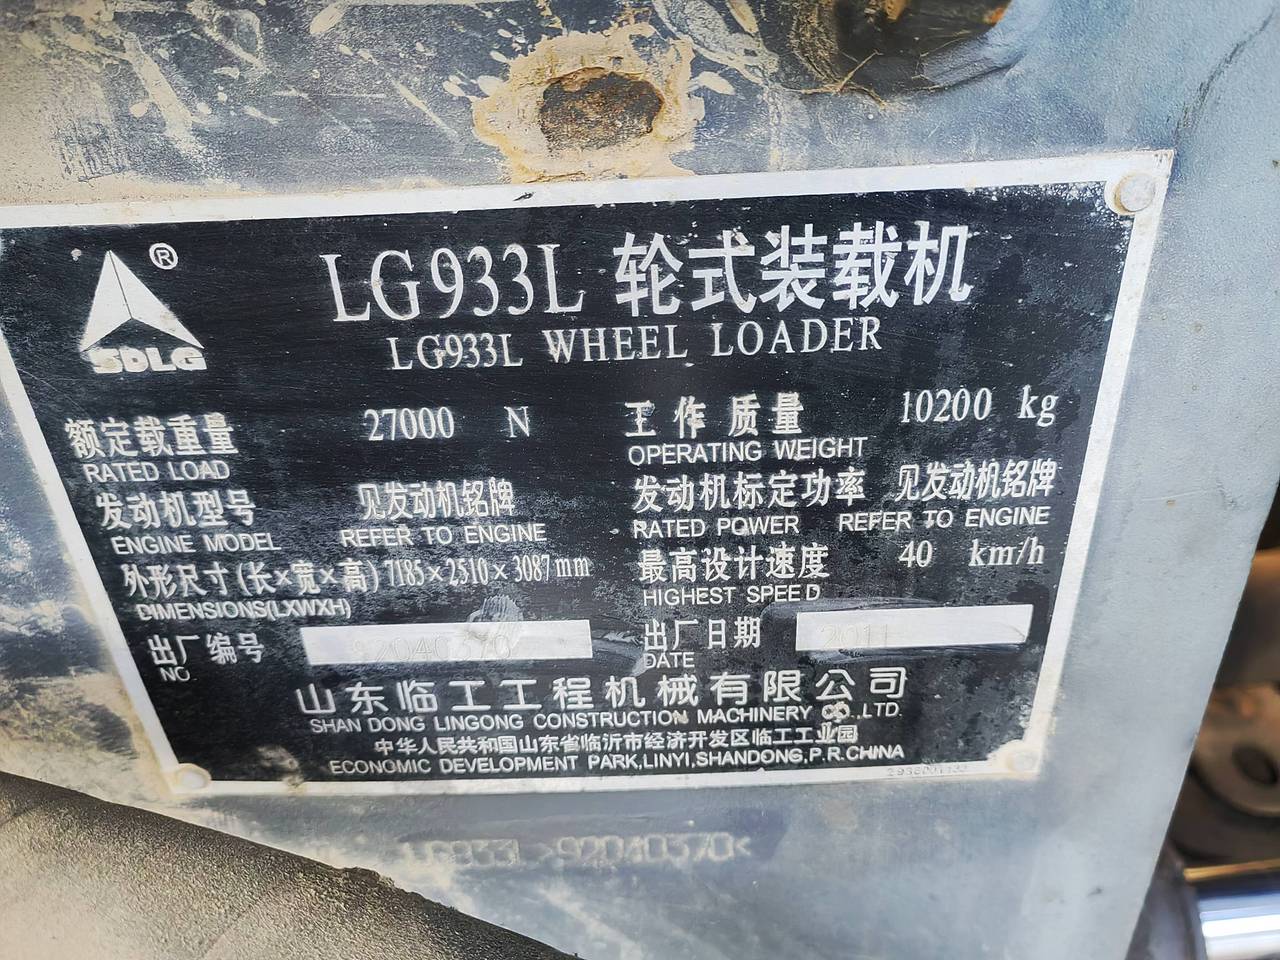 ®
SDLG
LG933L 轮式装载机
LG933L WHEEL LOADER
额定载重量 27000 N 工作质量 10200 kg
RATED LOAD OPERATING WEIGHT
发动机型号 见发动机铭牌 发动机标定功率 见发动机铭牌
ENGINE MODEL REFER TO ENGINE RATED POWER REFER TO ENGINE
外形尺寸(长×宽×高) 7185×2510×3087mm 最高设计速度 40 km/h
DIMENSIONS(LXWXH) HIGHEST SPEED
出厂编号 92040370 出厂日期 2011
NO. DATE
山东临工工程机械有限公司
SHAN DONG LINGONG CONSTRUCTION MACHINERY CO.,LTD.
中华人民共和国山东省临沂市经济开发区临工工业园
ECONOMIC DEVELOPMENT PARK,LINYI,SHANDONG,P.R.CHINA
LG933L>92040370<